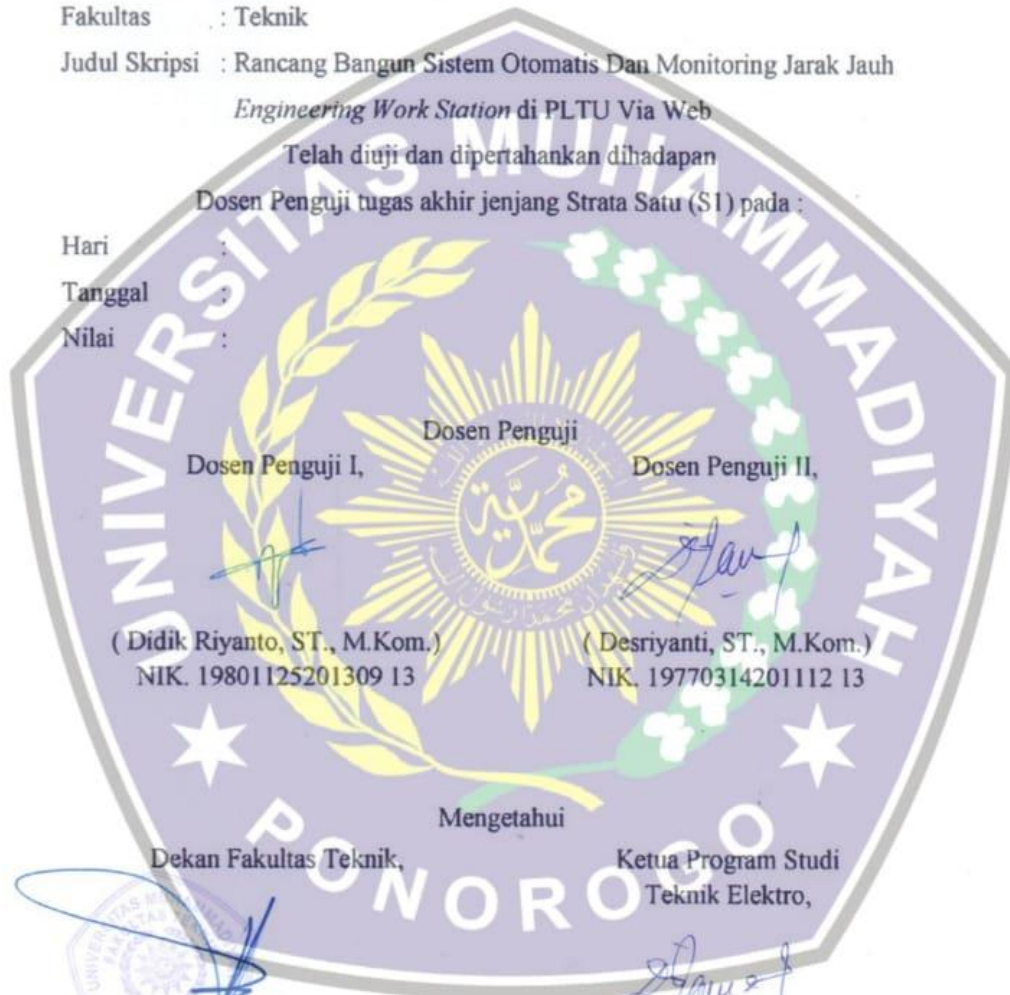 Fakultas : Teknik
Judul Skripsi : Rancang Bangun Sistem Otomatis Dan Monitoring Jarak Jauh
Engineering Work Station di PLTU Via Web
Telah diuji dan dipertahankan dihadapan
Dosen Penguji tugas akhir jenjang Strata Satu (S1) pada :
Hari :
Tanggal :
Nilai :
Dosen Penguji
Dosen Penguji I, Dosen Penguji II,
( Didik Riyanto, ST., M.Kom.) ( Desriyanti, ST., M.Kom.)
NIK. 19801125201309 13 NIK. 19770314201112 13
Mengetahui
Dekan Fakultas Teknik, Ketua Program Studi
Teknik Elektro,
UNIVERSITAS MUHAMMADIYAH
PONOROGO
محمدية